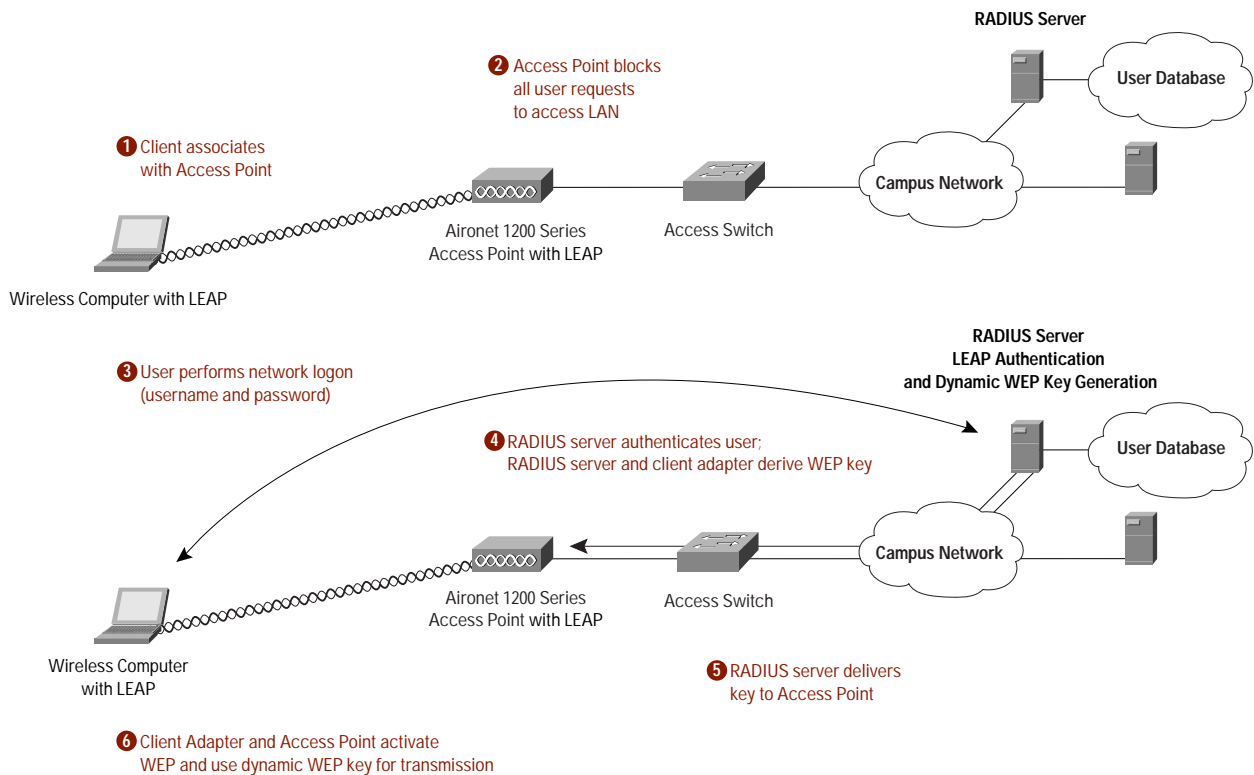 RADIUS Server
User Database
2 Access Point blocks
all user requests
to access LAN
1 Client associates
with Access Point
Campus Network
Aironet 1200 Series
Access Point with LEAP
Access Switch
Wireless Computer with LEAP
RADIUS Server
LEAP Authentication
and Dynamic WEP Key Generation
3 User performs network logon
(username and password)
4 RADIUS server authenticates user;
RADIUS server and client adapter derive WEP key
User Database
Campus Network
Aironet 1200 Series
Access Point with LEAP
Access Switch
Wireless Computer
with LEAP
5 RADIUS server delivers
key to Access Point
6 Client Adapter and Access Point activate
WEP and use dynamic WEP key for transmission